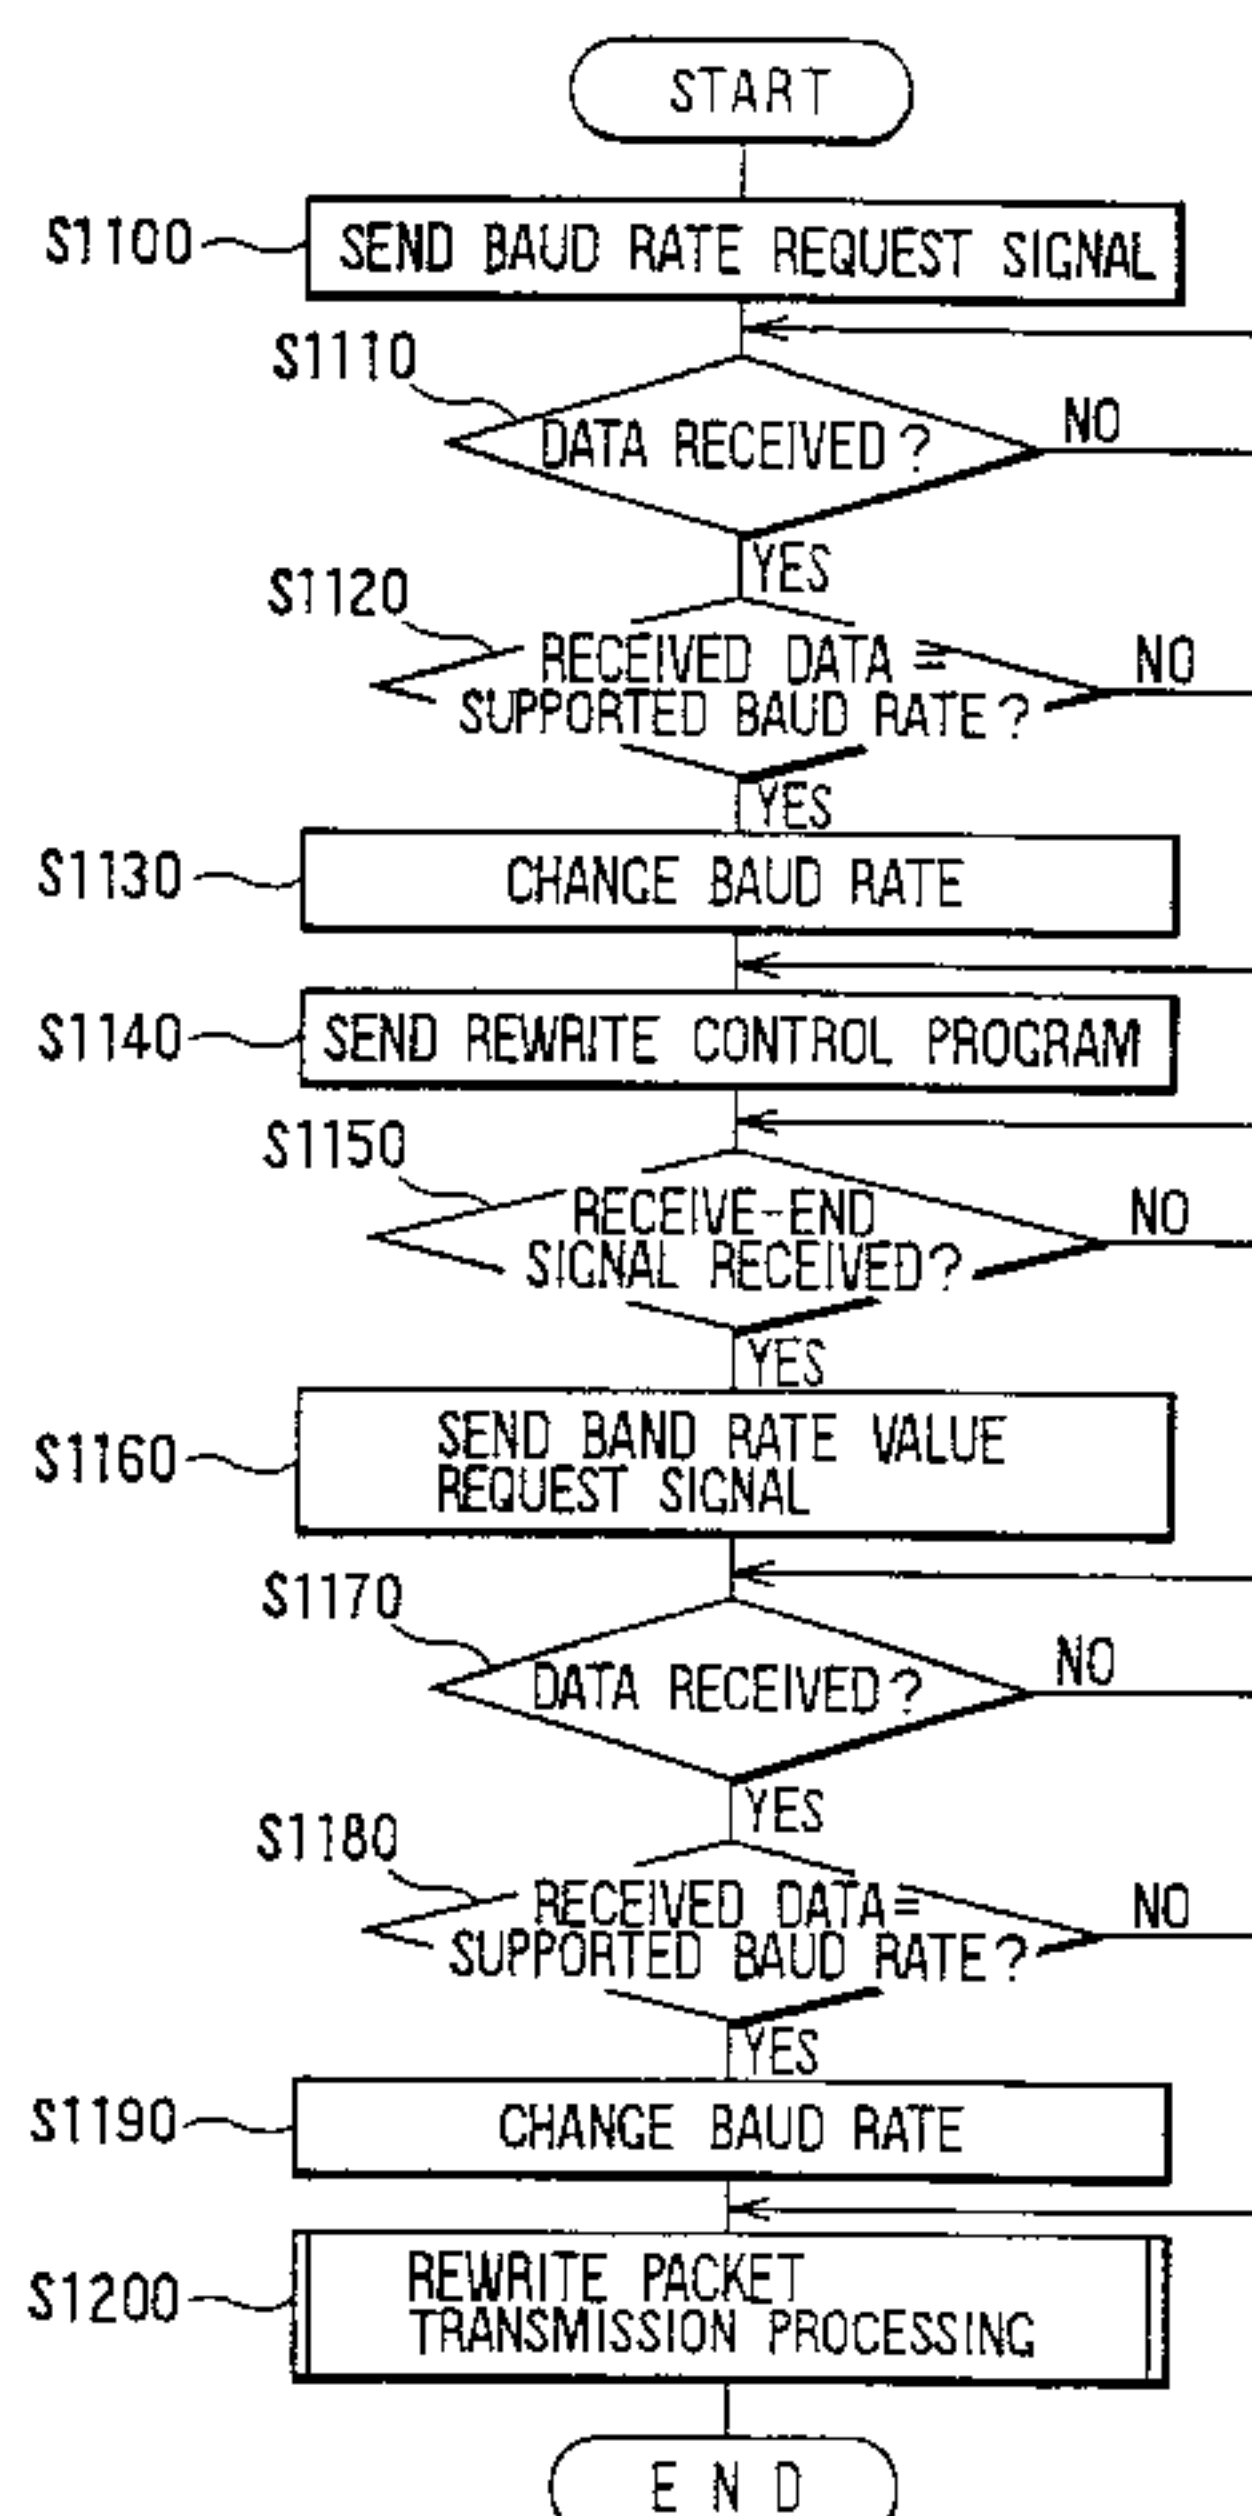 START
S1100
SEND BAUD RATE REQUEST SIGNAL
S1110
DATA RECEIVED?
NO
YES
S1120
RECEIVED DATA =
SUPPORTED BAUD RATE?
NO
YES
S1130
CHANGE BAUD RATE
S1140
SEND REWRITE CONTROL PROGRAM
S1150
RECEIVE-END
SIGNAL RECEIVED?
NO
YES
S1160
SEND BAND RATE VALUE
REQUEST SIGNAL
S1170
DATA RECEIVED?
NO
YES
S1180
RECEIVED DATA=
SUPPORTED BAUD RATE?
NO
YES
S1190
CHANGE BAUD RATE
S1200
REWRITE PACKET
TRANSMISSION PROCESSING
END